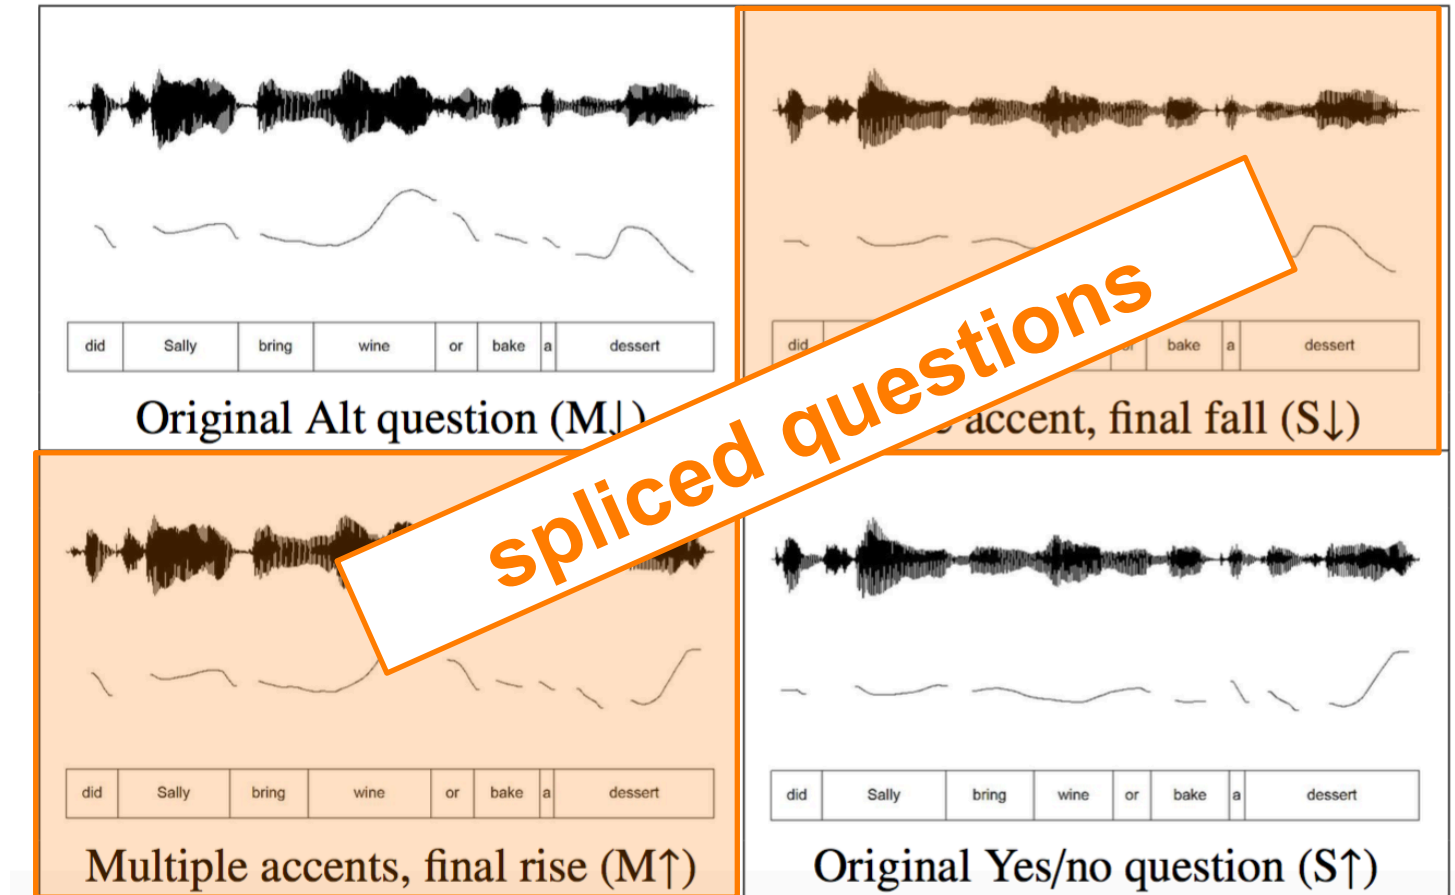 did Sally bring wine or bake a dessert
Original Alt question (M↓)
did bake a dessert
accent, final fall (S↓)
spliced questions
did Sally bring wine or bake a dessert
Multiple accents, final rise (M↑)
did Sally bring wine or bake a dessert
Original Yes/no question (S↑)